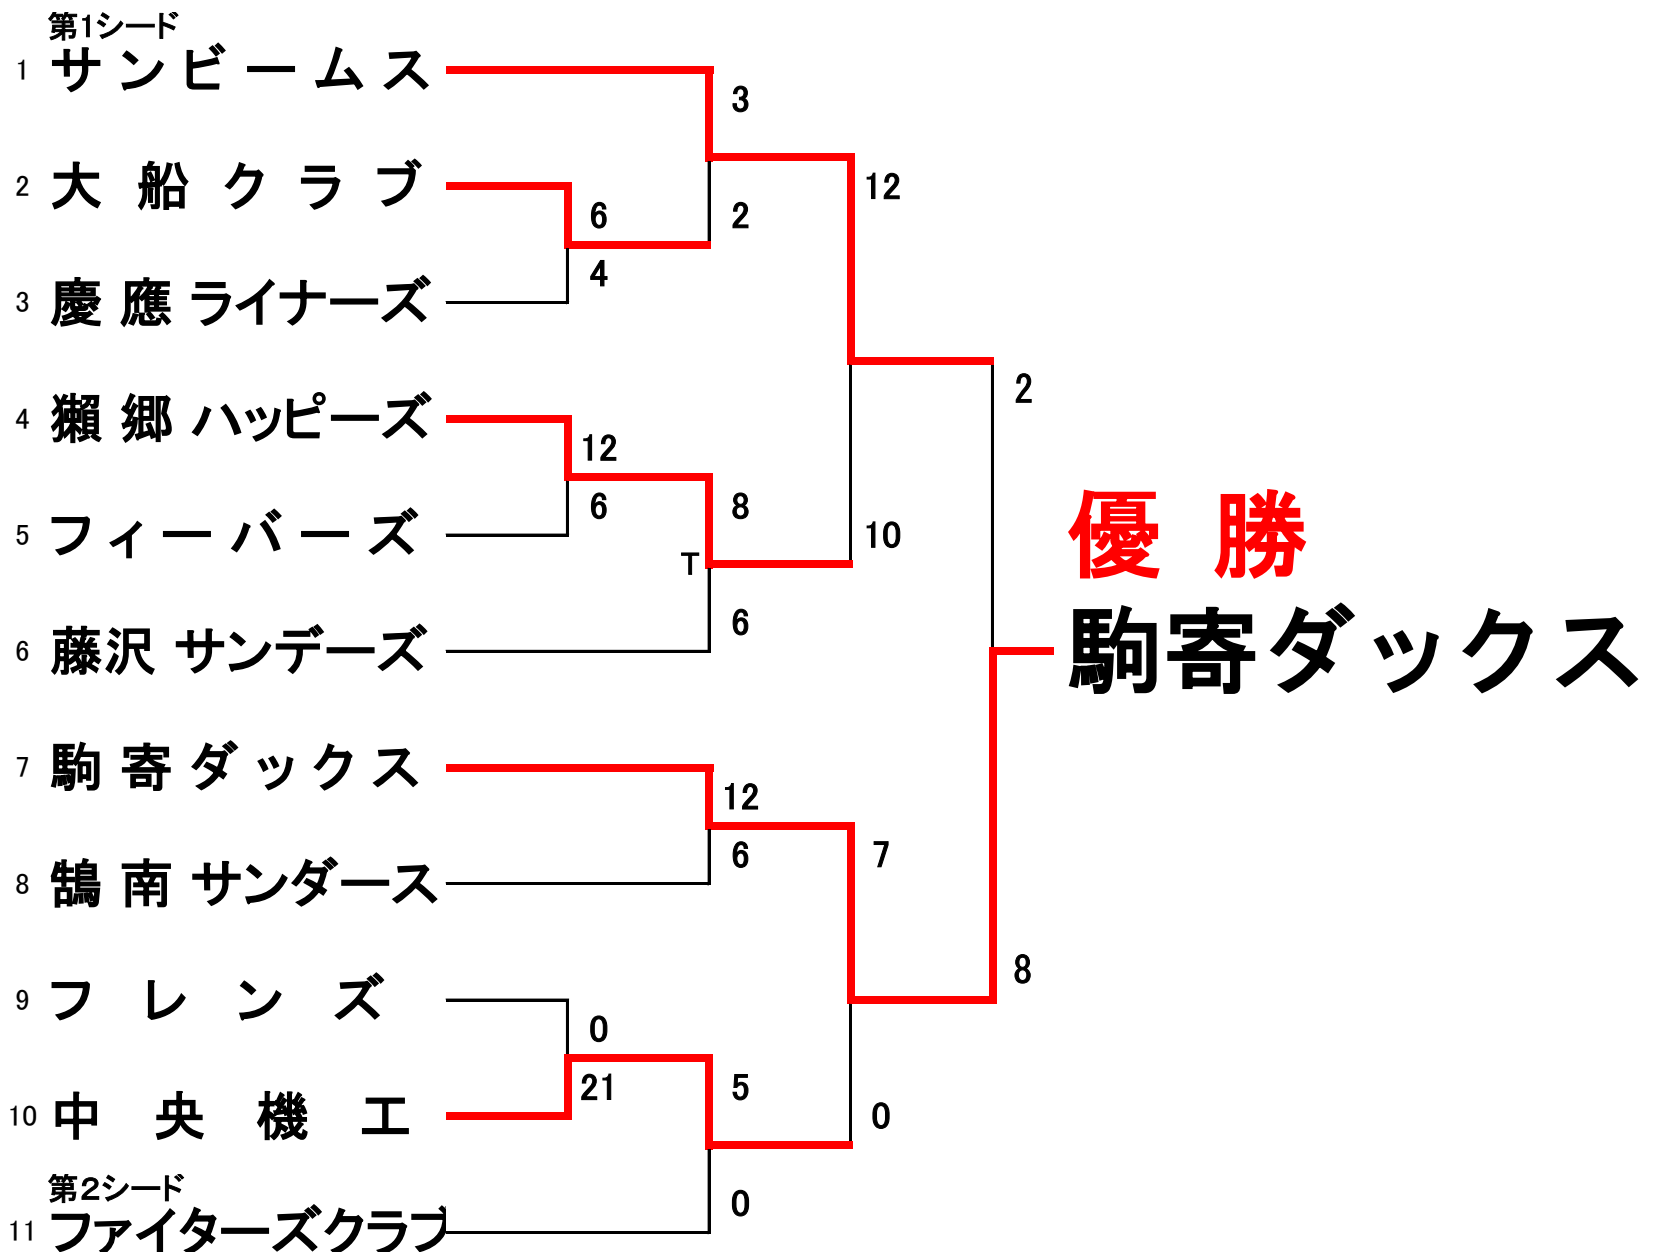 第1シード
1 サンビームス
3
12
2 大船クラブ
6
2
4
3 慶應ライナーズ
2
4 獺郷ハッピーズ
12
6
8
10
優勝
5 フィーバーズ
T
6
駒寄ダックス
6 藤沢サンデーズ
7 駒寄ダックス
12
6
7
8 鵠南サンダース
8
9 フレンズ
0
21
5
0
10 中央機工
第2シード
0
11 ファイターズクラブ